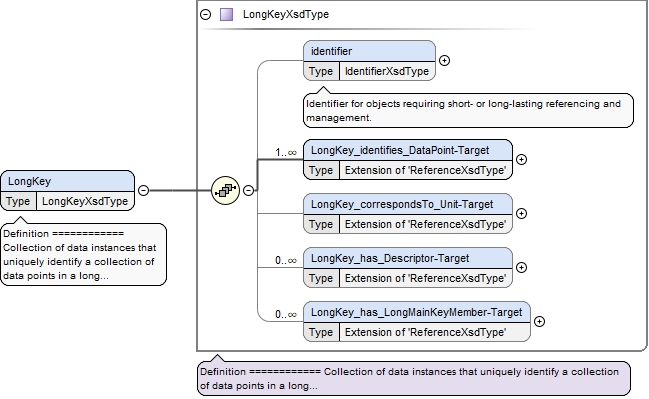 LongKeyXsdType
identifier
Type IdentifierXsdType
Identifier for objects requiring short- or long-lasting referencing and
management.
1..∞
LongKey_identifies_DataPoint-Target
Type Extension of 'ReferenceXsdType'
LongKey
Type LongKeyXsdType
Definition ============
Collection of data instances that
uniquely identify a collection of
data points in a long...
LongKey_correspondsTo_Unit-Target
Type Extension of 'ReferenceXsdType'
0..∞
LongKey_has_Descriptor-Target
Type Extension of 'ReferenceXsdType'
0..∞
LongKey_has_LongMainKeyMember-Target
Type Extension of 'ReferenceXsdType'
Definition ============ Collection of data instances that uniquely identify a collection
of data points in a long...